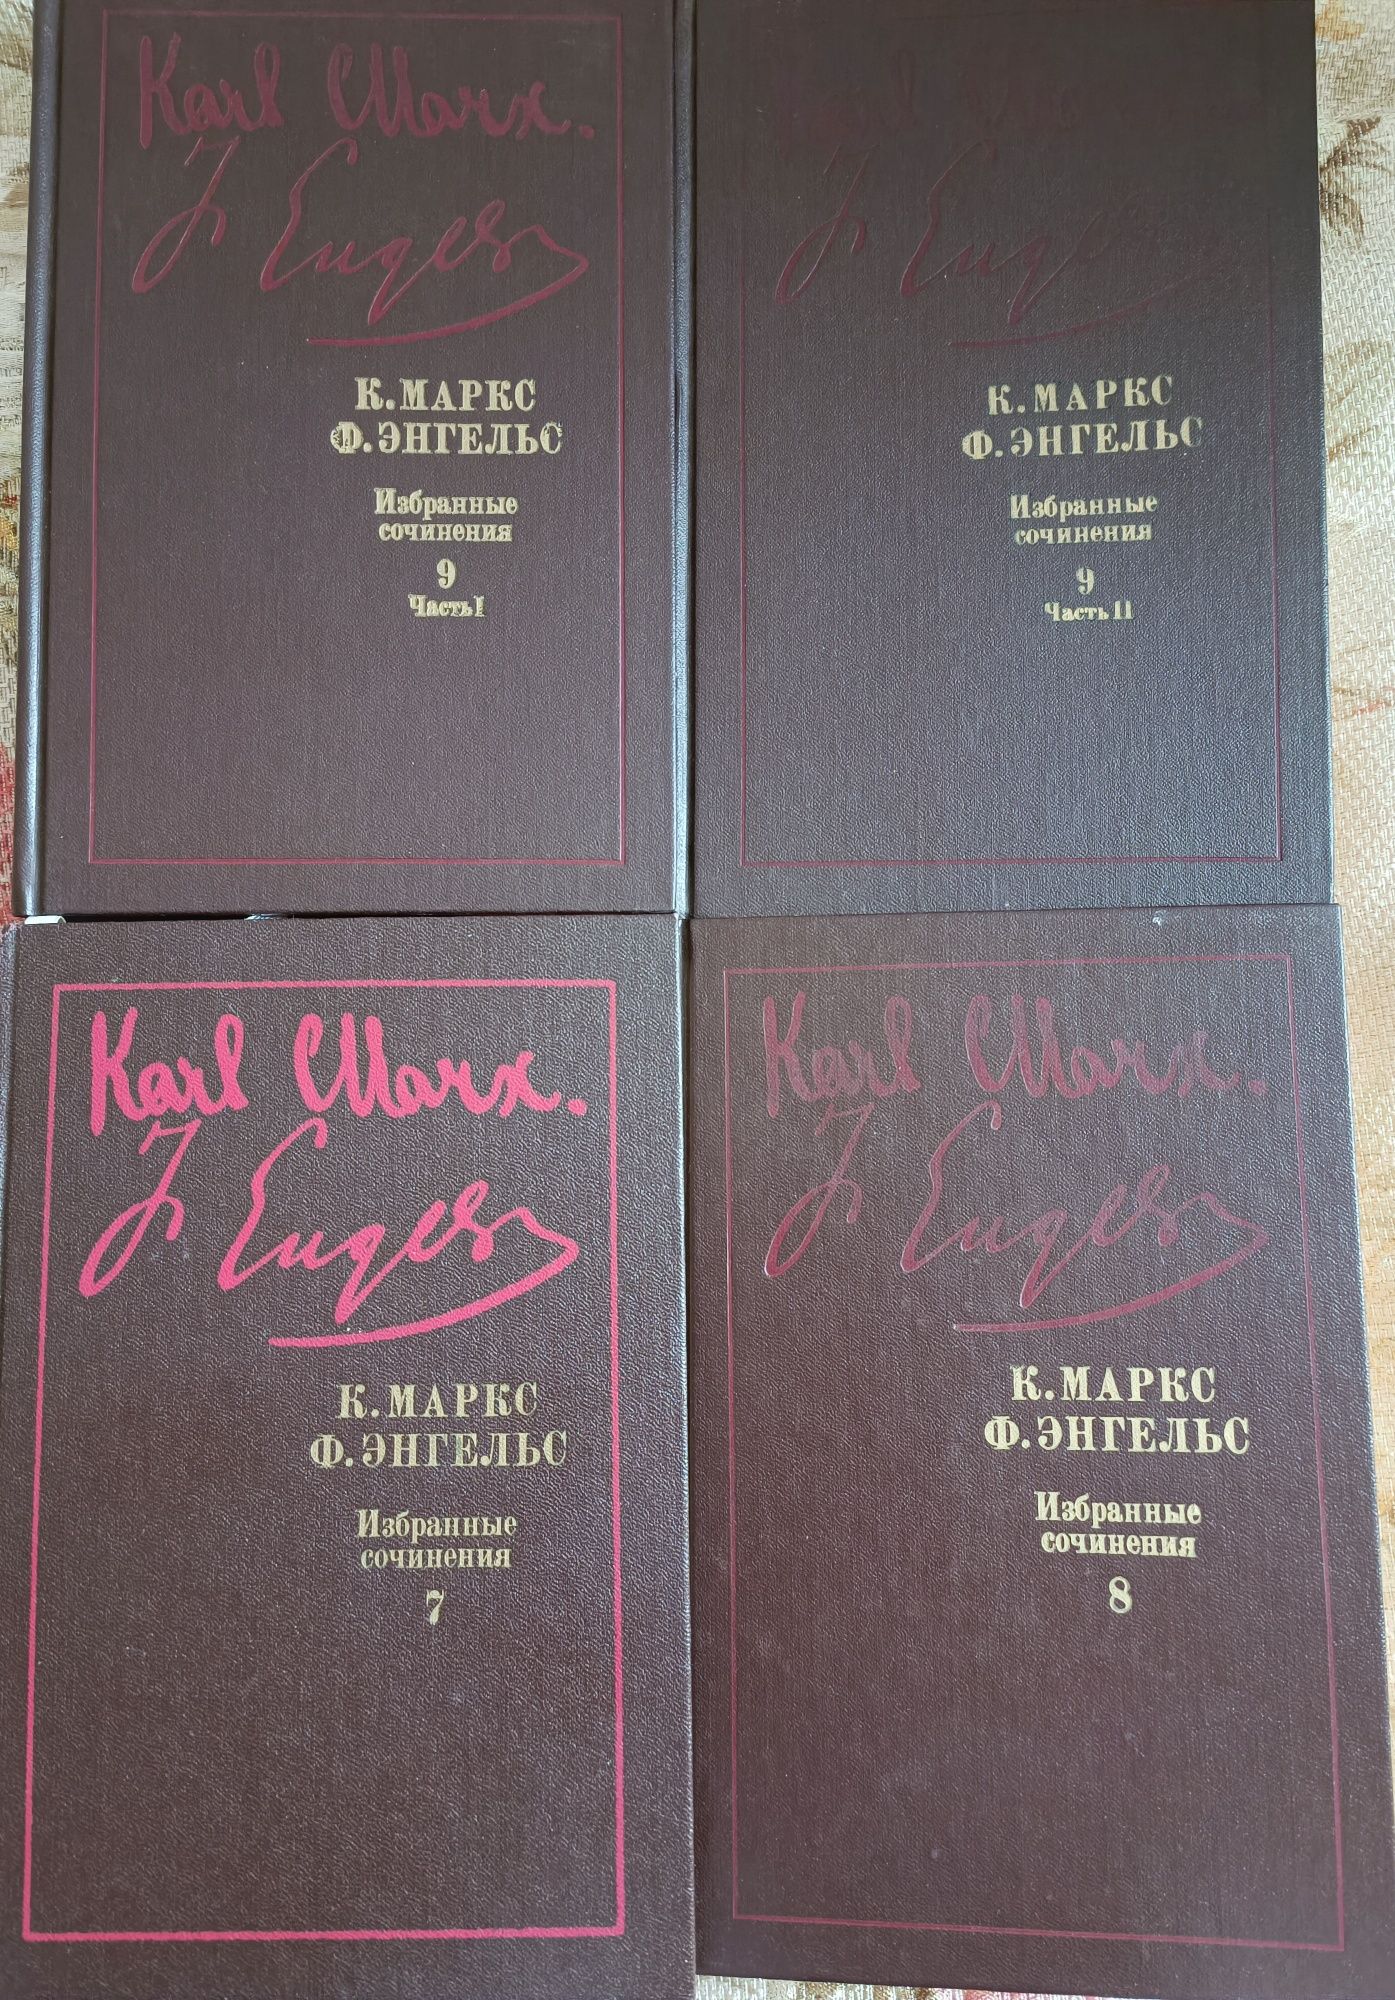 Karl Marx.
F Engels
К. МАРКС
Ф. ЭНГЕЛЬС
Избранные
сочинения
9
Часть I
Karl Marx.
F Engels
К. МАРКС
Ф. ЭНГЕЛЬС
Избранные
сочинения
9
Часть II
Karl Marx.
F Engels
К. МАРКС
Ф. ЭНГЕЛЬС
Избранные
сочинения
7
Karl Marx.
F Engels
К. МАРКС
Ф. ЭНГЕЛЬС
Избранные
сочинения
8